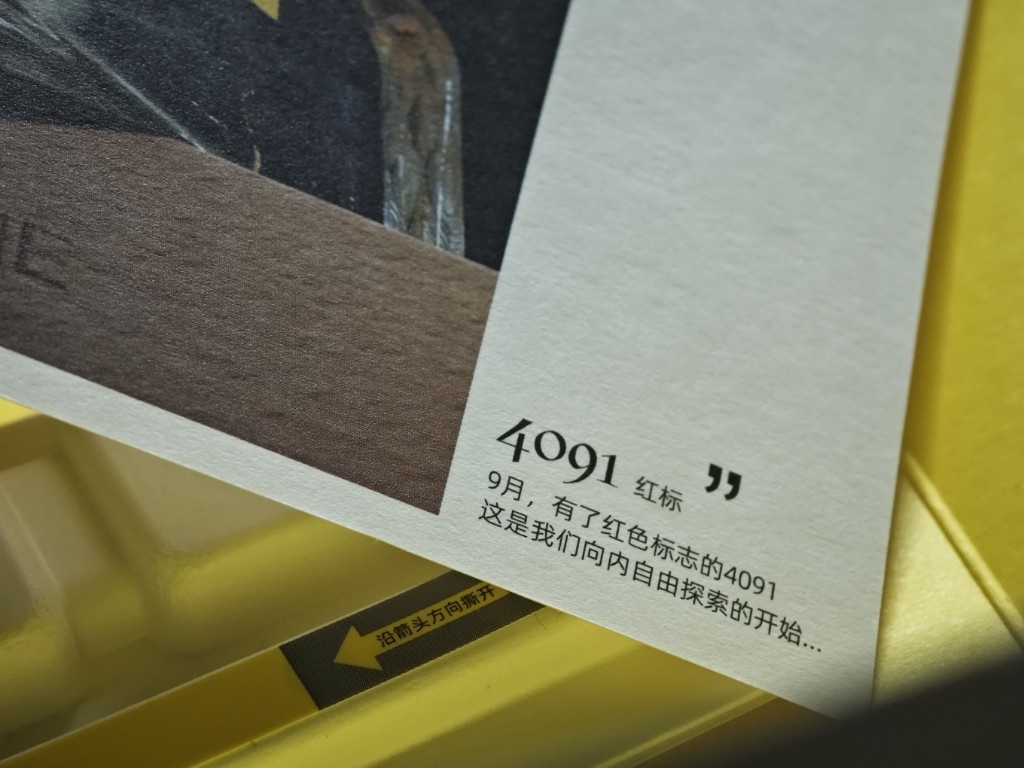 4091 红标 ”
9月，有了红色标志的4091
这是我们向内自由探索的开始...
沿箭头方向撕开